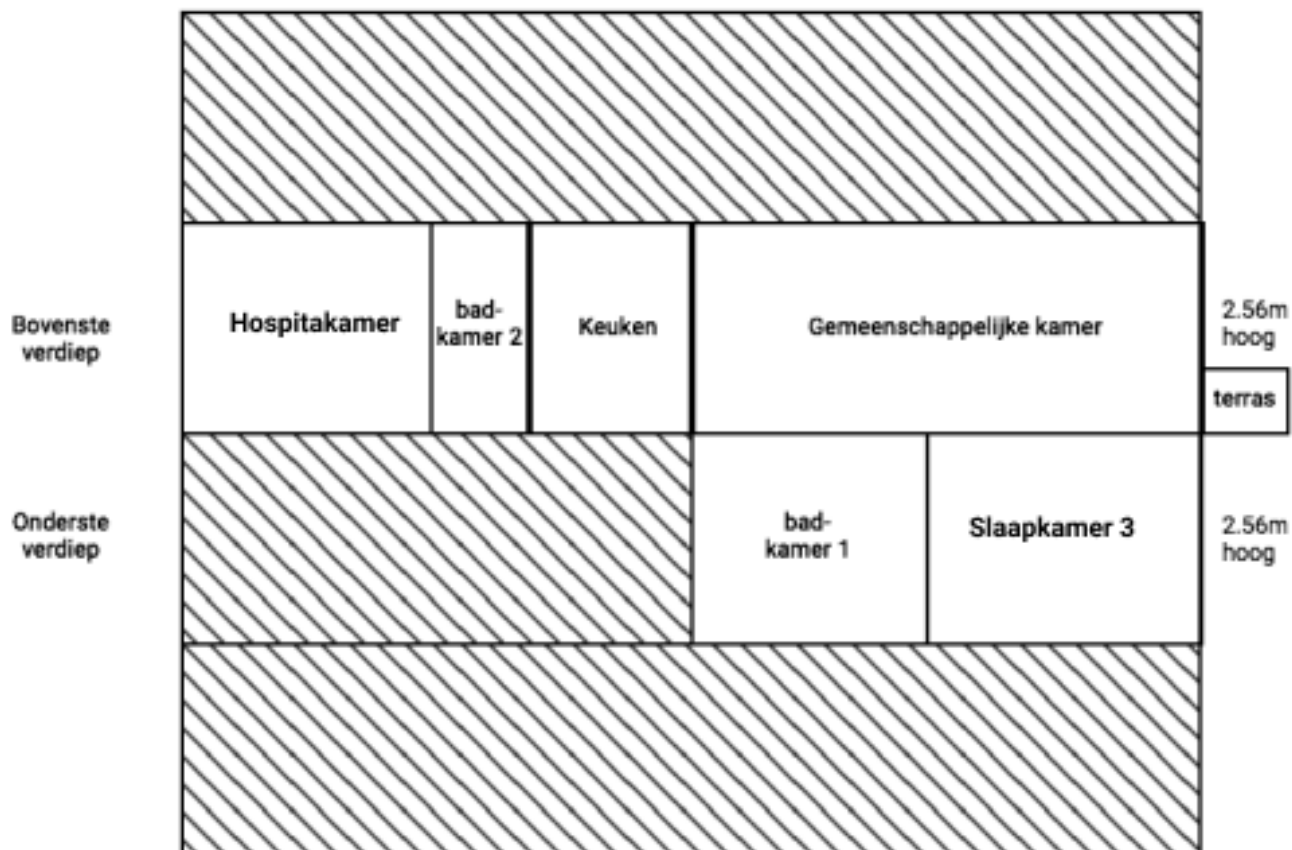 Bovenste
verdiep
Hospitakamer
bad-
kamer 2
Keuken
Gemeenschappelijke kamer
2.56m
hoog
terras
Onderste
verdiep
bad-
kamer 1
Slaapkamer 3
2.56m
hoog